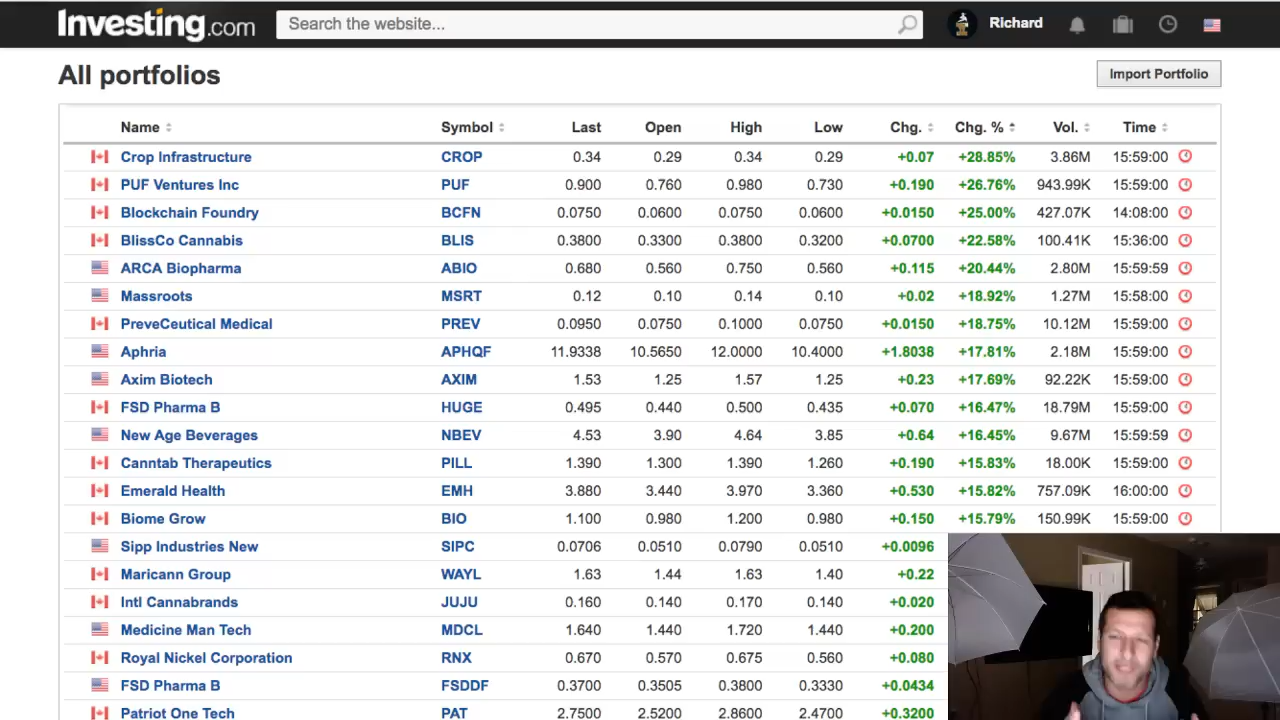 Investing.com Search the website... Richard
All portfolios Import Portfolio
Name Symbol Last Open High Low Chg. Chg. % Vol. Time
Crop Infrastructure CROP 0.34 0.29 0.34 0.29 +0.07 +28.85% 3.86M 15:59:00
PUF Ventures Inc PUF 0.900 0.760 0.980 0.730 +0.190 +26.76% 943.99K 15:59:00
Blockchain Foundry BCFN 0.0750 0.0600 0.0750 0.0600 +0.0150 +25.00% 427.07K 14:08:00
BlissCo Cannabis BLIS 0.3800 0.3300 0.3800 0.3200 +0.0700 +22.58% 100.41K 15:36:00
ARCA Biopharma ABIO 0.680 0.560 0.750 0.560 +0.115 +20.44% 2.80M 15:59:59
Massroots MSRT 0.12 0.10 0.14 0.10 +0.02 +18.92% 1.27M 15:58:00
PreveCeutical Medical PREV 0.0950 0.0750 0.1000 0.0750 +0.0150 +18.75% 10.12M 15:59:00
Aphria APHQF 11.9338 10.5650 12.0000 10.4000 +1.8038 +17.81% 2.18M 15:59:00
Axim Biotech AXIM 1.53 1.25 1.57 1.25 +0.23 +17.69% 92.22K 15:59:00
FSD Pharma B HUGE 0.495 0.440 0.500 0.435 +0.070 +16.47% 18.79M 15:59:00
New Age Beverages NBEV 4.53 3.90 4.64 3.85 +0.64 +16.45% 9.67M 15:59:59
Canntab Therapeutics PILL 1.390 1.300 1.390 1.260 +0.190 +15.83% 18.00K 15:59:00
Emerald Health EMH 3.880 3.440 3.970 3.360 +0.530 +15.82% 757.09K 16:00:00
Biome Grow BIO 1.100 0.980 1.200 0.980 +0.150 +15.79% 150.99K 15:59:00
Sipp Industries New SIPC 0.0706 0.0510 0.0790 0.0510 +0.0096
Maricann Group WAYL 1.63 1.44 1.63 1.40 +0.22
Intl Cannabrands JUJU 0.160 0.140 0.170 0.140 +0.020
Medicine Man Tech MDCL 1.640 1.440 1.720 1.440 +0.200
Royal Nickel Corporation RNX 0.670 0.570 0.675 0.560 +0.080
FSD Pharma B FSDDF 0.3700 0.3505 0.3800 0.3330 +0.0434
Patriot One Tech PAT 2.7500 2.5200 2.8600 2.4700 +0.3200